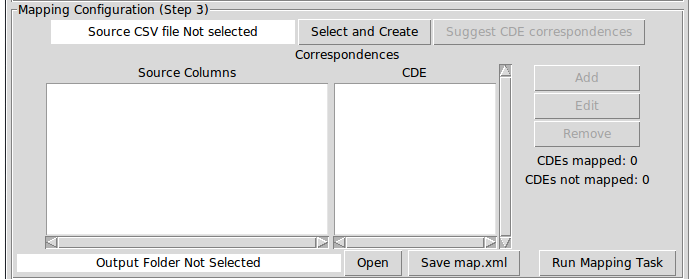 Mapping Configuration (Step 3)
Source CSV file Not selected Select and Create Suggest CDE correspondences
Correspondences
Source Columns CDE
Add
Edit
Remove
CDEs mapped: 0
CDEs not mapped: 0
Output Folder Not Selected Open Save map.xml Run Mapping Task